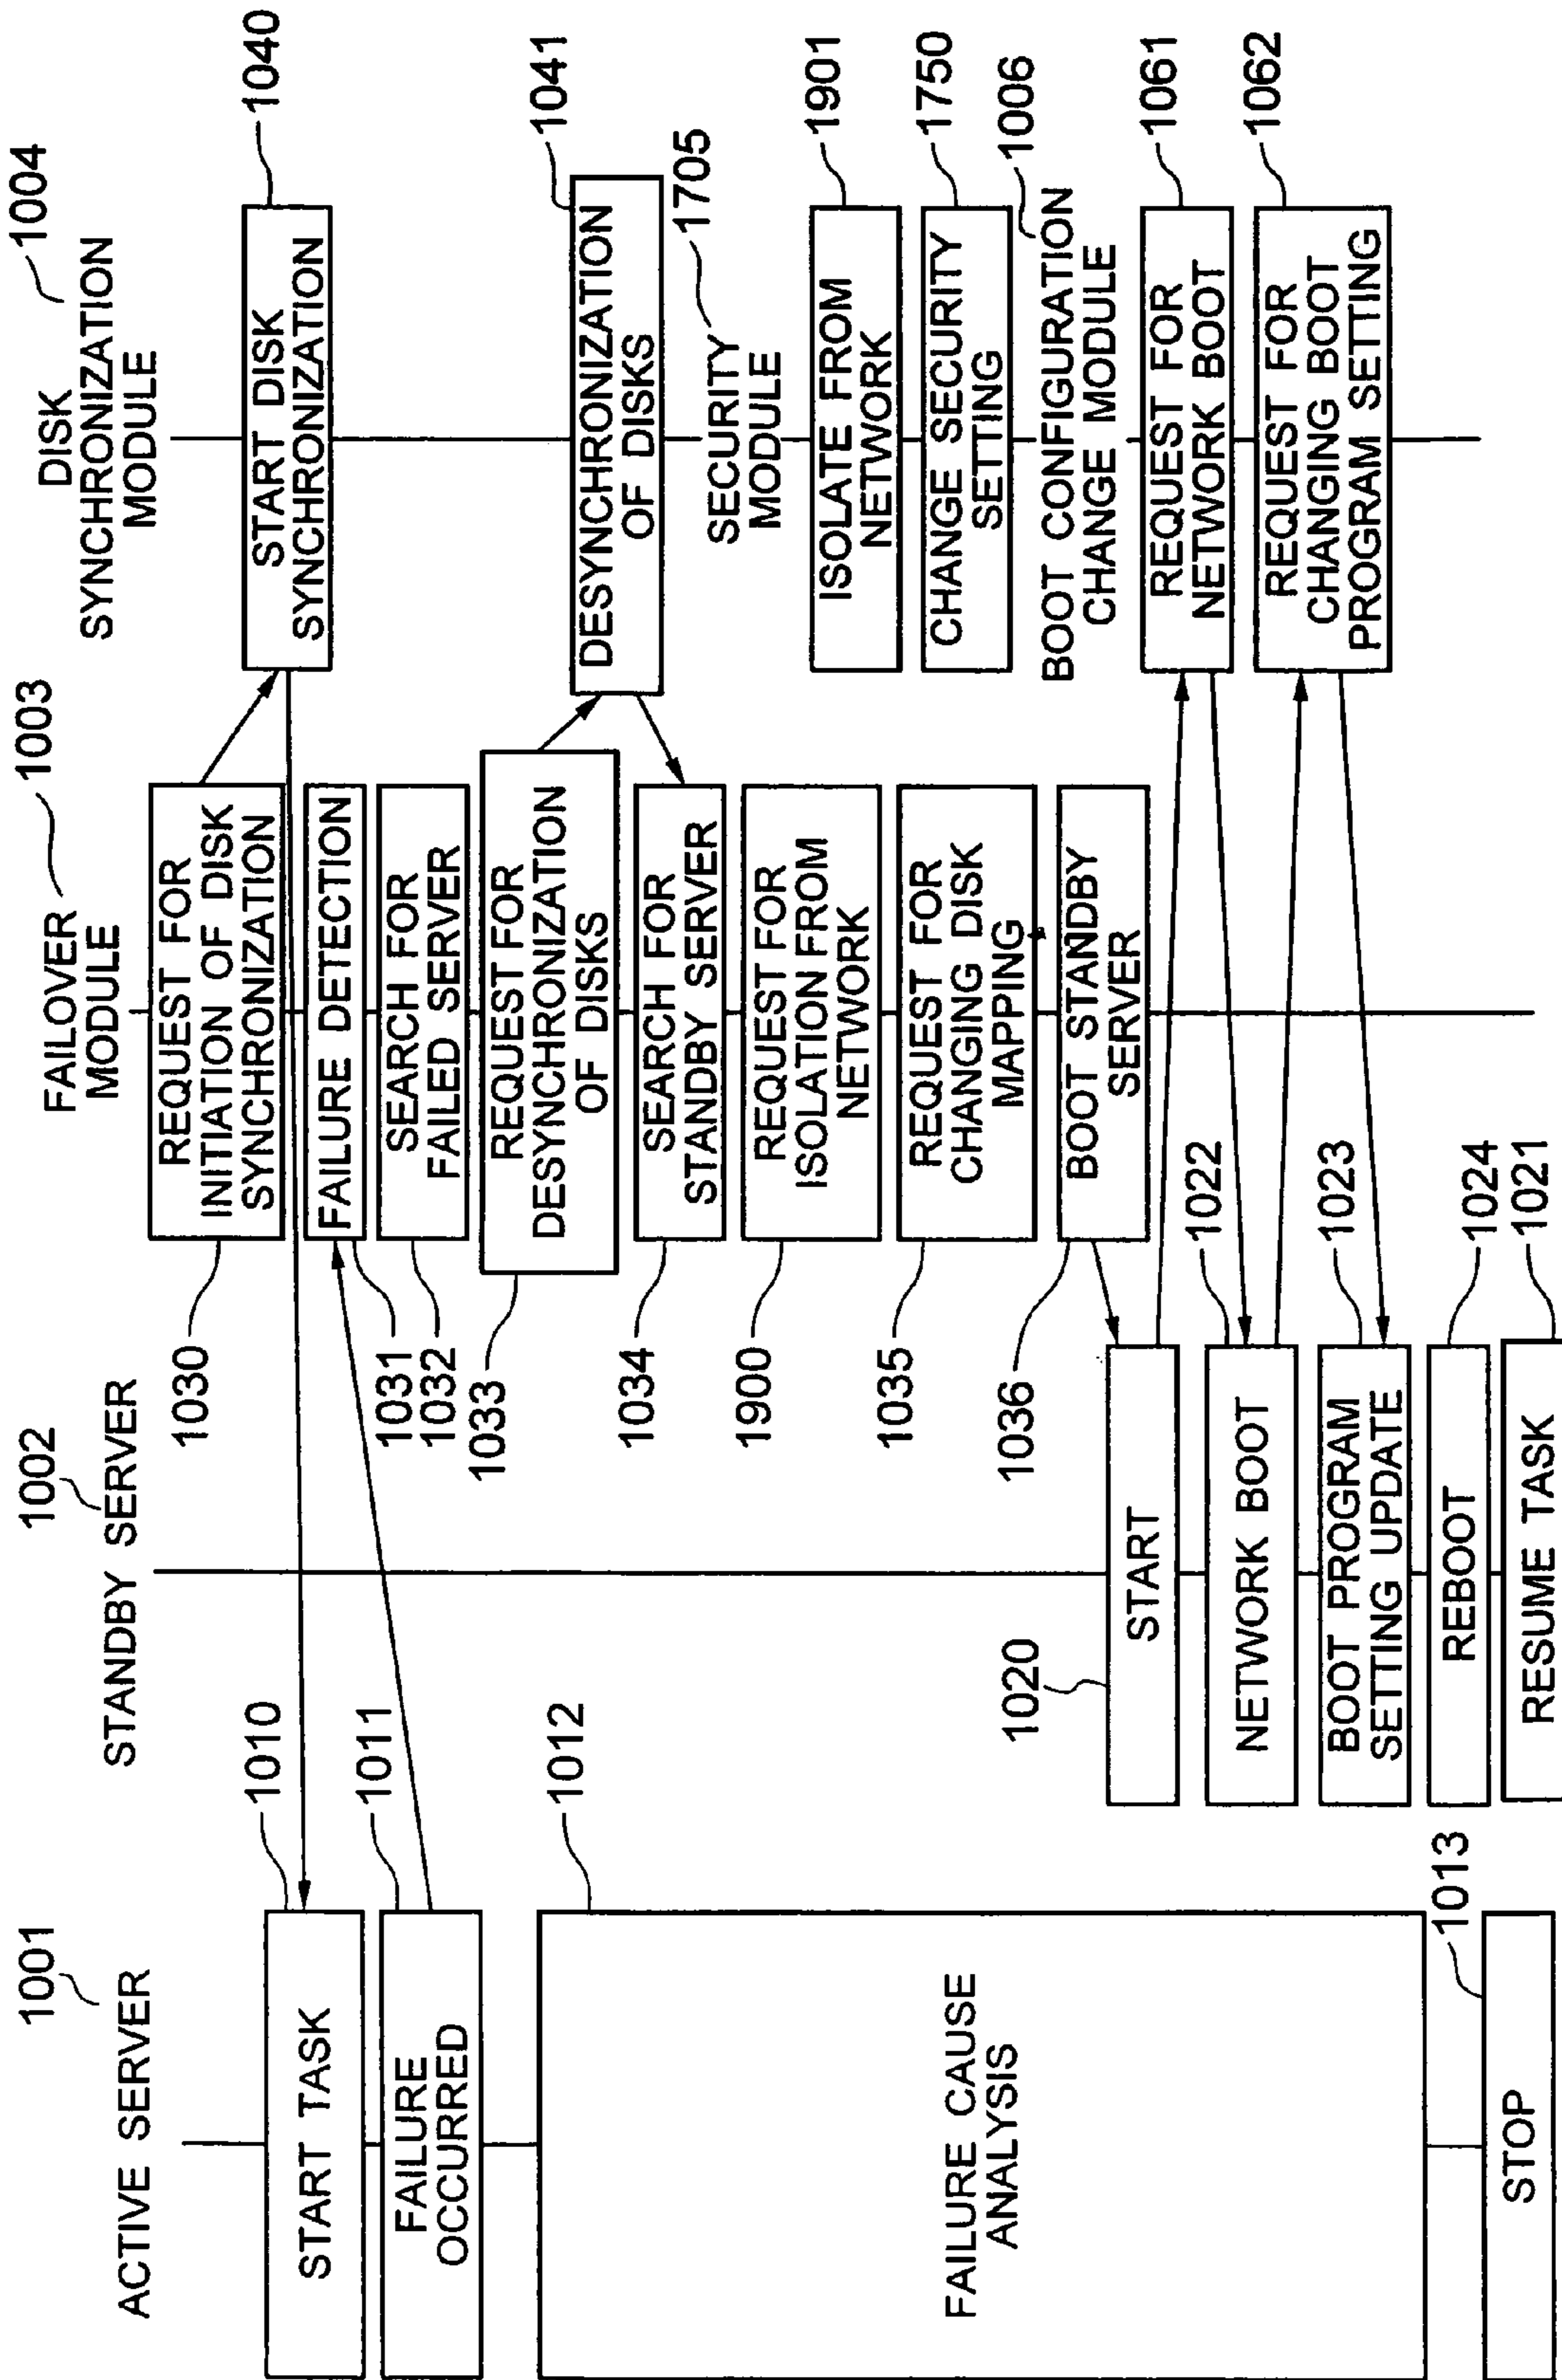 1001
ACTIVE SERVER
START TASK
1010
FAILURE
OCCURRED
1011
1012
FAILURE CAUSE
ANALYSIS
1013
STOP
1002
STANDBY SERVER
1020
START
NETWORK BOOT
1022
BOOT PROGRAM
SETTING UPDATE
1023
REBOOT
1024
RESUME TASK
1021
FAILOVER
MODULE
1003
REQUEST FOR
INITIATION OF DISK
SYNCHRONIZATION
1030
FAILURE DETECTION
1031
SEARCH FOR
FAILED SERVER
1032
REQUEST FOR
DESYNCHRONIZATION
OF DISKS
1033
SEARCH FOR
STANDBY SERVER
1034
REQUEST FOR
ISOLATION FROM
NETWORK
1900
REQUEST FOR
CHANGING DISK
MAPPING
1035
BOOT STANDBY
SERVER
1036
DISK
SYNCHRONIZATION
MODULE
1004
START DISK
SYNCHRONIZATION
1040
DESYNCHRONIZATION
OF DISKS
1041
SECURITY
MODULE
1705
ISOLATE FROM
NETWORK
1901
CHANGE SECURITY
SETTING
1750
BOOT CONFIGURATION
CHANGE MODULE
1006
REQUEST FOR
NETWORK BOOT
1061
REQUEST FOR
CHANGING BOOT
PROGRAM SETTING
1062